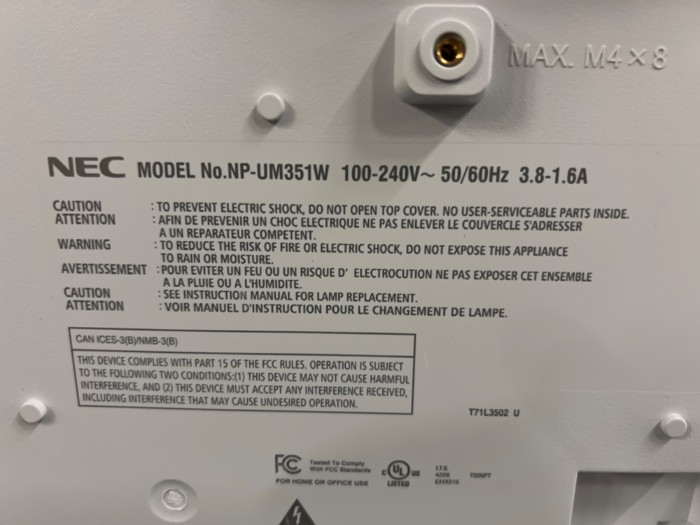 MAX. M4×8
NEC MODEL No.NP-UM351W 100-240V~ 50/60Hz 3.8-1.6A
CAUTION : TO PREVENT ELECTRIC SHOCK, DO NOT OPEN TOP COVER. NO USER-SERVICEABLE PARTS INSIDE.
ATTENTION : AFIN DE PREVENIR UN CHOC ELECTRIQUE NE PAS ENLEVER LE COUVERCLE S'ADRESSER
A UN REPARATEUR COMPETENT.
WARNING : TO REDUCE THE RISK OF FIRE OR ELECTRIC SHOCK, DO NOT EXPOSE THIS APPLIANCE
TO RAIN OR MOISTURE.
AVERTISSEMENT : POUR EVITER UN FEU OU UN RISQUE D' ELECTROCUTION NE PAS EXPOSER CET ENSEMBLE
A LA PLUIE OU A L'HUMIDITE.
CAUTION : SEE INSTRUCTION MANUAL FOR LAMP REPLACEMENT.
ATTENTION : VOIR MANUEL D'INSTRUCTION POUR LE CHANGEMENT DE LAMPE.
CAN ICES-3(B)/NMB-3(B)
THIS DEVICE COMPLIES WITH PART 15 OF THE FCC RULES. OPERATION IS SUBJECT
TO THE FOLLOWING TWO CONDITIONS:(1) THIS DEVICE MAY NOT CAUSE HARMFUL
INTERFERENCE, AND (2) THIS DEVICE MUST ACCEPT ANY INTERFERENCE RECEIVED,
INCLUDING INTERFERENCE THAT MAY CAUSE UNDESIRED OPERATION.
T71L3502 U
FC Tested To Comply
With FCC Standards
FOR HOME OR OFFICE USE
C UL US
LISTED
I.T.E.